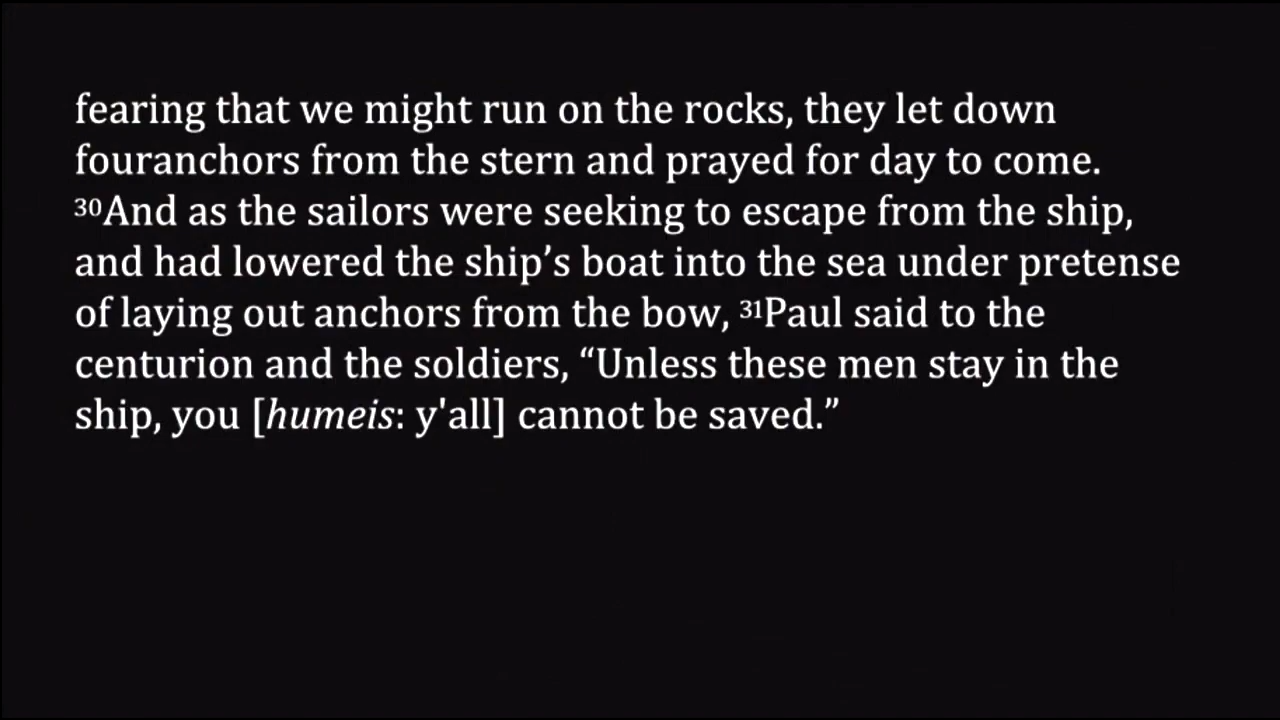 fearing that we might run on the rocks, they let down
fouranchors from the stern and prayed for day to come.
³⁰And as the sailors were seeking to escape from the ship,
and had lowered the ship’s boat into the sea under pretense
of laying out anchors from the bow, ³¹Paul said to the
centurion and the soldiers, “Unless these men stay in the
ship, you [humeis: y'all] cannot be saved.”